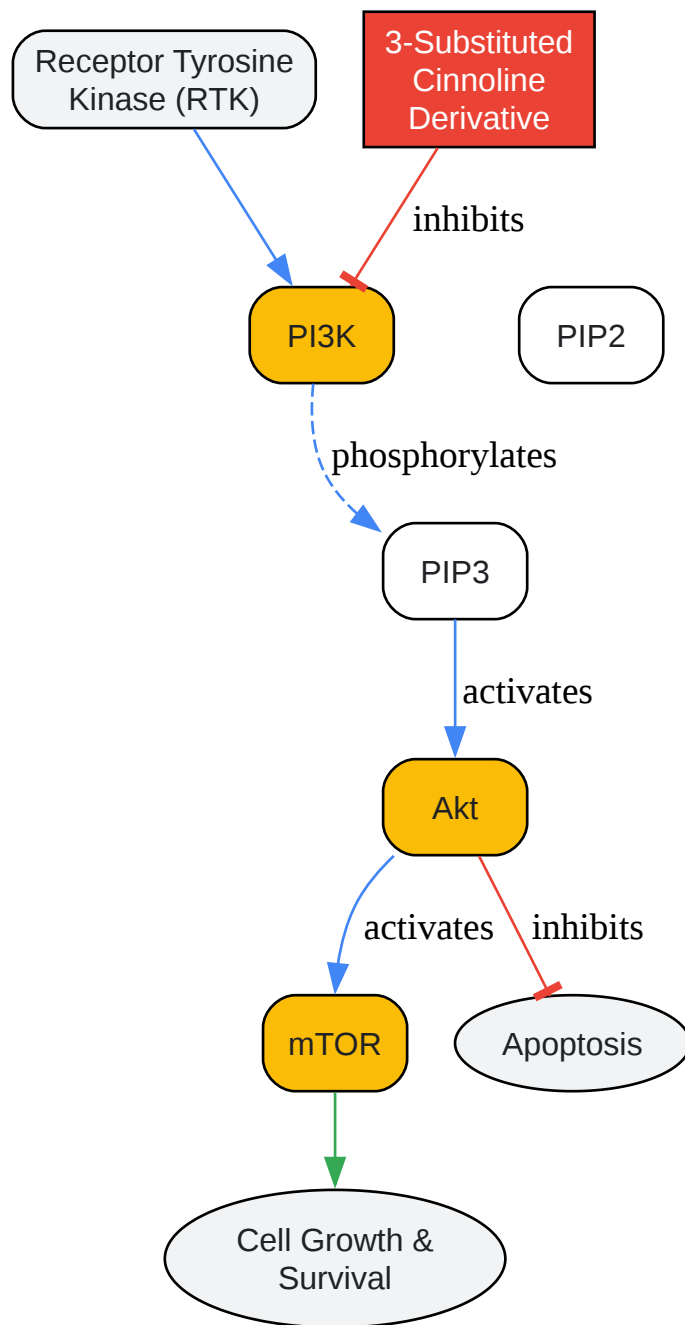 Receptor Tyrosine
Kinase (RTK)
3-Substituted
Cinnoline
Derivative
inhibits
PI3K
PIP2
phosphorylates
PIP3
activates
Akt
activates
inhibits
mTOR
Apoptosis
Cell Growth &
Survival